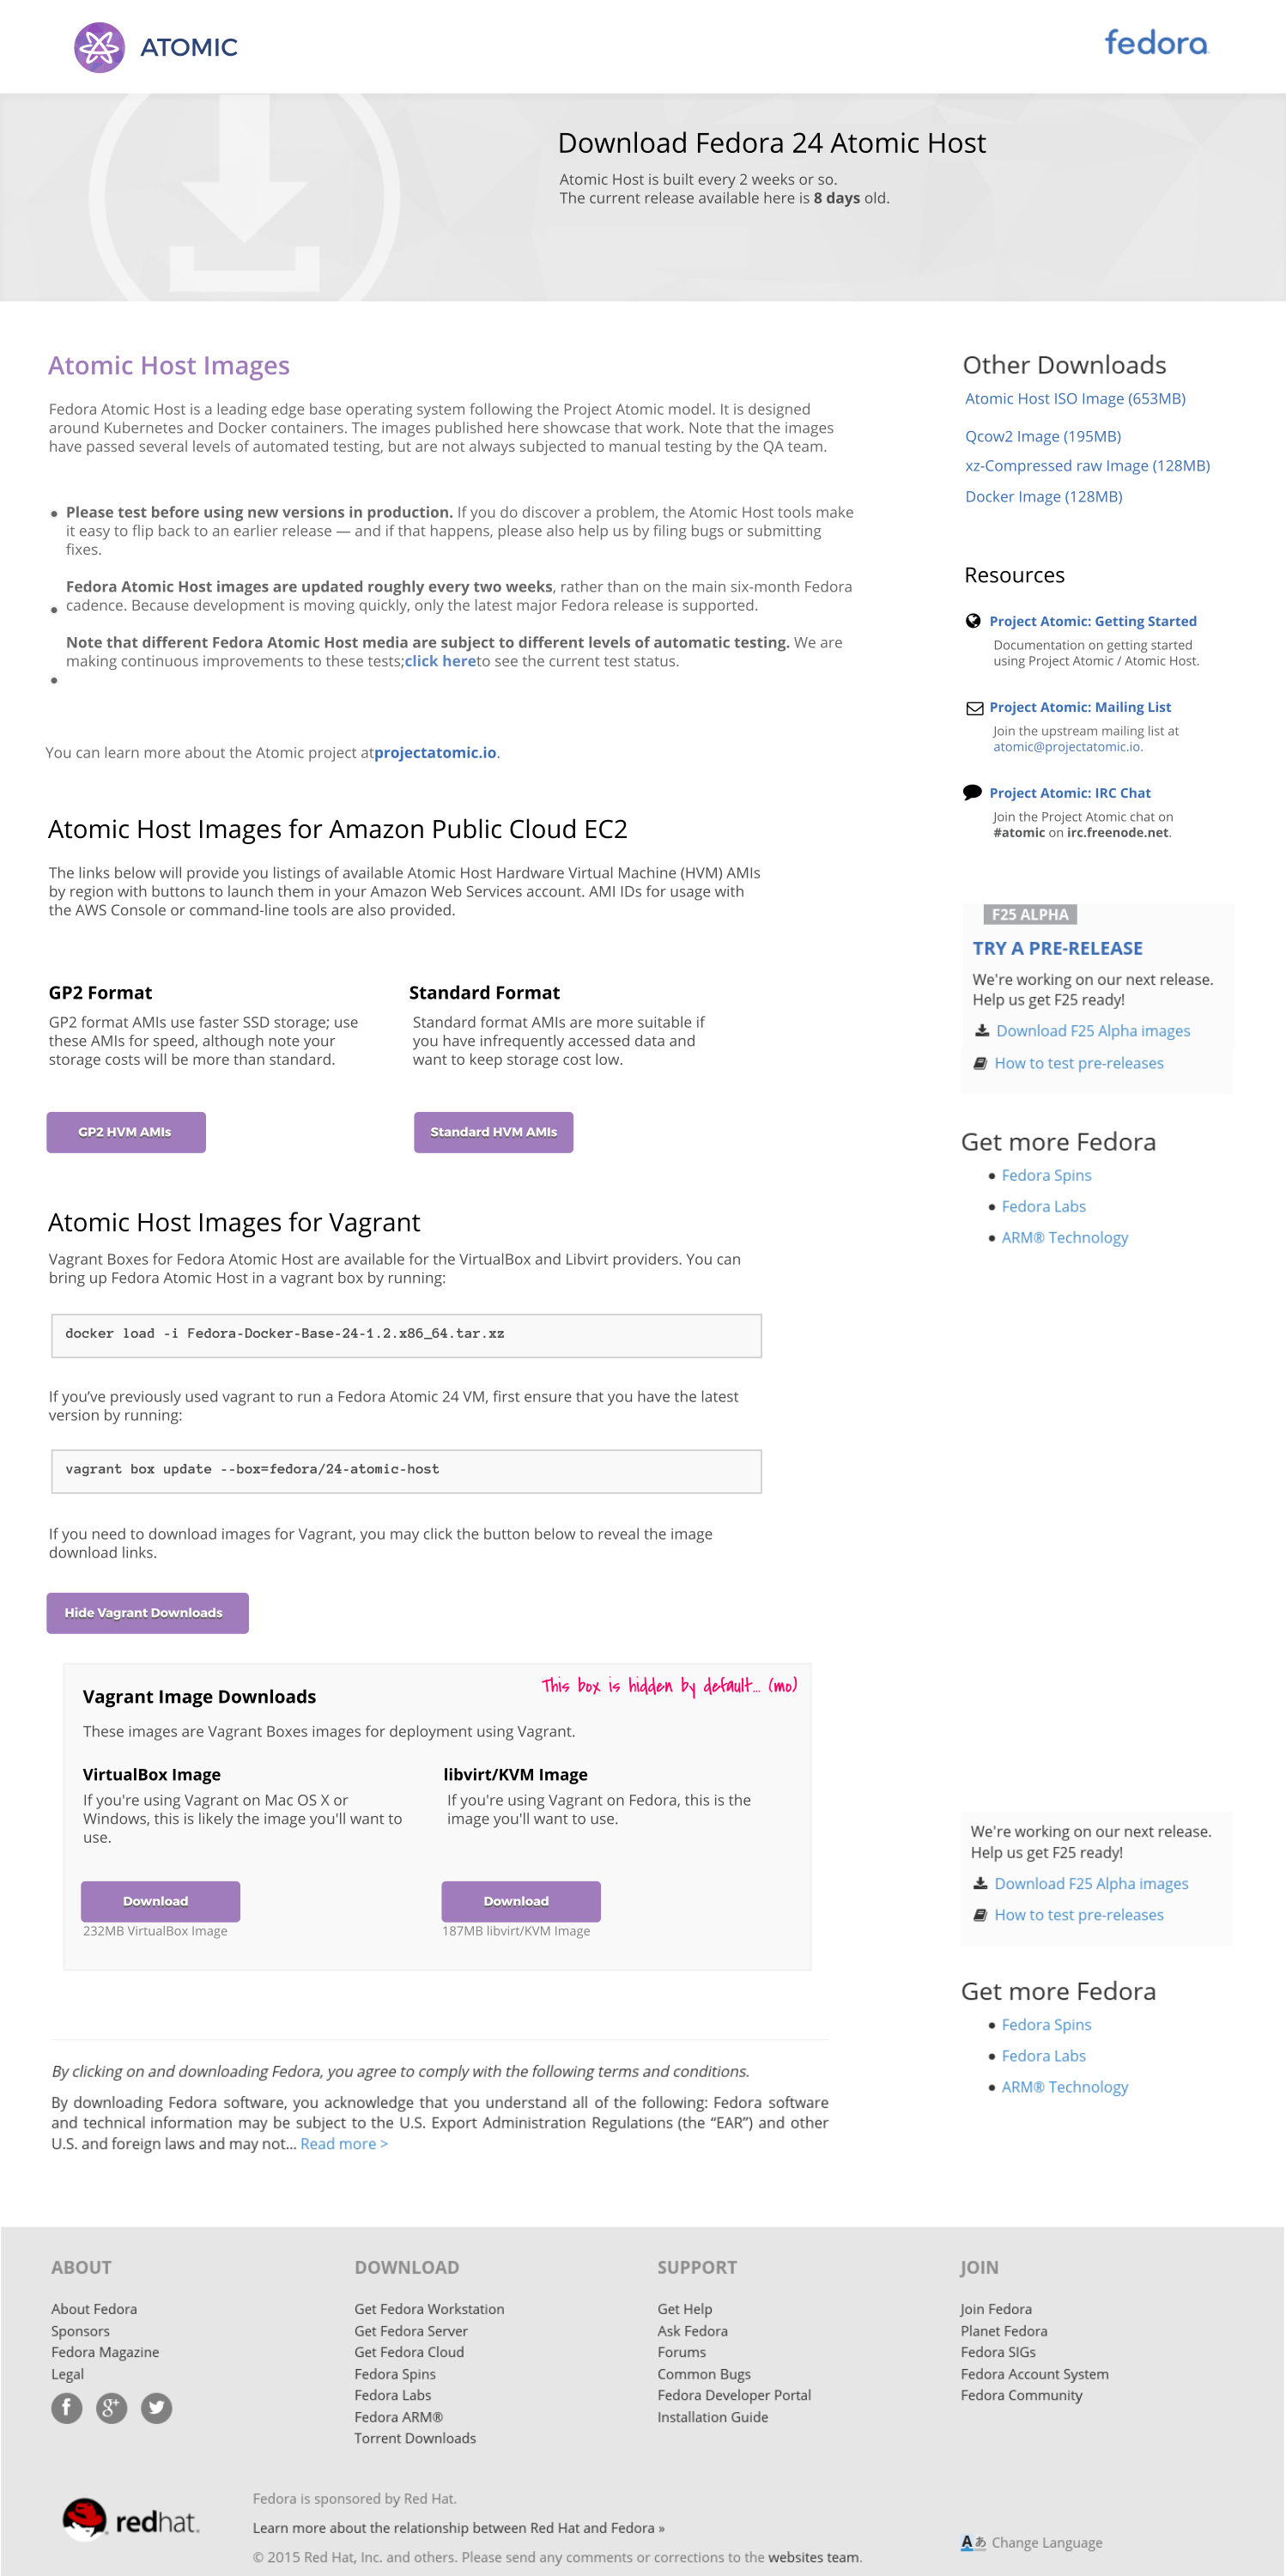 ATOMIC
fedora
Download Fedora 24 Atomic Host
Atomic Host is built every 2 weeks or so.
The current release available here is 8 days old.
Atomic Host Images
Fedora Atomic Host is a leading edge base operating system following the Project Atomic model. It is designed
around Kubernetes and Docker containers. The images published here showcase that work. Note that the images
have passed several levels of automated testing, but are not always subjected to manual testing by the QA team.
• Please test before using new versions in production. If you do discover a problem, the Atomic Host tools make
it easy to flip back to an earlier release — and if that happens, please also help us by filing bugs or submitting
fixes.
Fedora Atomic Host images are updated roughly every two weeks, rather than on the main six-month Fedora
• cadence. Because development is moving quickly, only the latest major Fedora release is supported.
Note that different Fedora Atomic Host media are subject to different levels of automatic testing. We are
making continuous improvements to these tests;click hereto see the current test status.
•
You can learn more about the Atomic project atprojectatomic.io.
Atomic Host Images for Amazon Public Cloud EC2
The links below will provide you listings of available Atomic Host Hardware Virtual Machine (HVM) AMIs
by region with buttons to launch them in your Amazon Web Services account. AMI IDs for usage with
the AWS Console or command-line tools are also provided.
GP2 Format
GP2 format AMIs use faster SSD storage; use
these AMIs for speed, although note your
storage costs will be more than standard.
GP2 HVM AMIs
Standard Format
Standard format AMIs are more suitable if
you have infrequently accessed data and
want to keep storage cost low.
Standard HVM AMIs
Atomic Host Images for Vagrant
Vagrant Boxes for Fedora Atomic Host are available for the VirtualBox and Libvirt providers. You can
bring up Fedora Atomic Host in a vagrant box by running:
docker load -i Fedora-Docker-Base-24-1.2.x86_64.tar.xz
If you’ve previously used vagrant to run a Fedora Atomic 24 VM, first ensure that you have the latest
version by running:
vagrant box update --box=fedora/24-atomic-host
If you need to download images for Vagrant, you may click the button below to reveal the image
download links.
Hide Vagrant Downloads
This box is hidden by default... (mo)
Vagrant Image Downloads
These images are Vagrant Boxes images for deployment using Vagrant.
VirtualBox Image
If you're using Vagrant on Mac OS X or
Windows, this is likely the image you'll want to
use.
Download
232MB VirtualBox Image
libvirt/KVM Image
If you're using Vagrant on Fedora, this is the
image you'll want to use.
Download
187MB libvirt/KVM Image
By clicking on and downloading Fedora, you agree to comply with the following terms and conditions.
By downloading Fedora software, you acknowledge that you understand all of the following: Fedora software
and technical information may be subject to the U.S. Export Administration Regulations (the “EAR”) and other
U.S. and foreign laws and may not... Read more >
Other Downloads
Atomic Host ISO Image (653MB)
Qcow2 Image (195MB)
xz-Compressed raw Image (128MB)
Docker Image (128MB)
Resources
Project Atomic: Getting Started
Documentation on getting started
using Project Atomic / Atomic Host.
Project Atomic: Mailing List
Join the upstream mailing list at
atomic@projectatomic.io.
Project Atomic: IRC Chat
Join the Project Atomic chat on
#atomic on irc.freenode.net.
F25 ALPHA
TRY A PRE-RELEASE
We're working on our next release.
Help us get F25 ready!
Download F25 Alpha images
How to test pre-releases
Get more Fedora
• Fedora Spins
• Fedora Labs
• ARM® Technology
We're working on our next release.
Help us get F25 ready!
Download F25 Alpha images
How to test pre-releases
Get more Fedora
• Fedora Spins
• Fedora Labs
• ARM® Technology
ABOUT
About Fedora
Sponsors
Fedora Magazine
Legal
f g+
DOWNLOAD
Get Fedora Workstation
Get Fedora Server
Get Fedora Cloud
Fedora Spins
Fedora Labs
Fedora ARM®
Torrent Downloads
SUPPORT
Get Help
Ask Fedora
Forums
Common Bugs
Fedora Developer Portal
Installation Guide
JOIN
Join Fedora
Planet Fedora
Fedora SIGs
Fedora Account System
Fedora Community
redhat.
Fedora is sponsored by Red Hat.
Learn more about the relationship between Red Hat and Fedora »
© 2015 Red Hat, Inc. and others. Please send any comments or corrections to the websites team.
Aあ Change Language